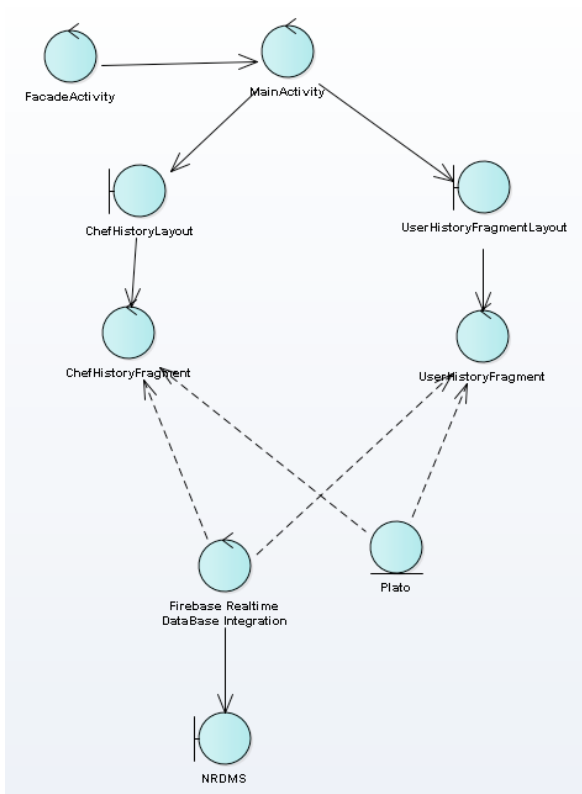 FacadeActivity
MainActivity
ChefHistoryLayout
UserHistoryFragmentLayout
ChefHistoryFragment
UserHistoryFragment
Firebase Realtime
DataBase Integration
Plato
NRDMS